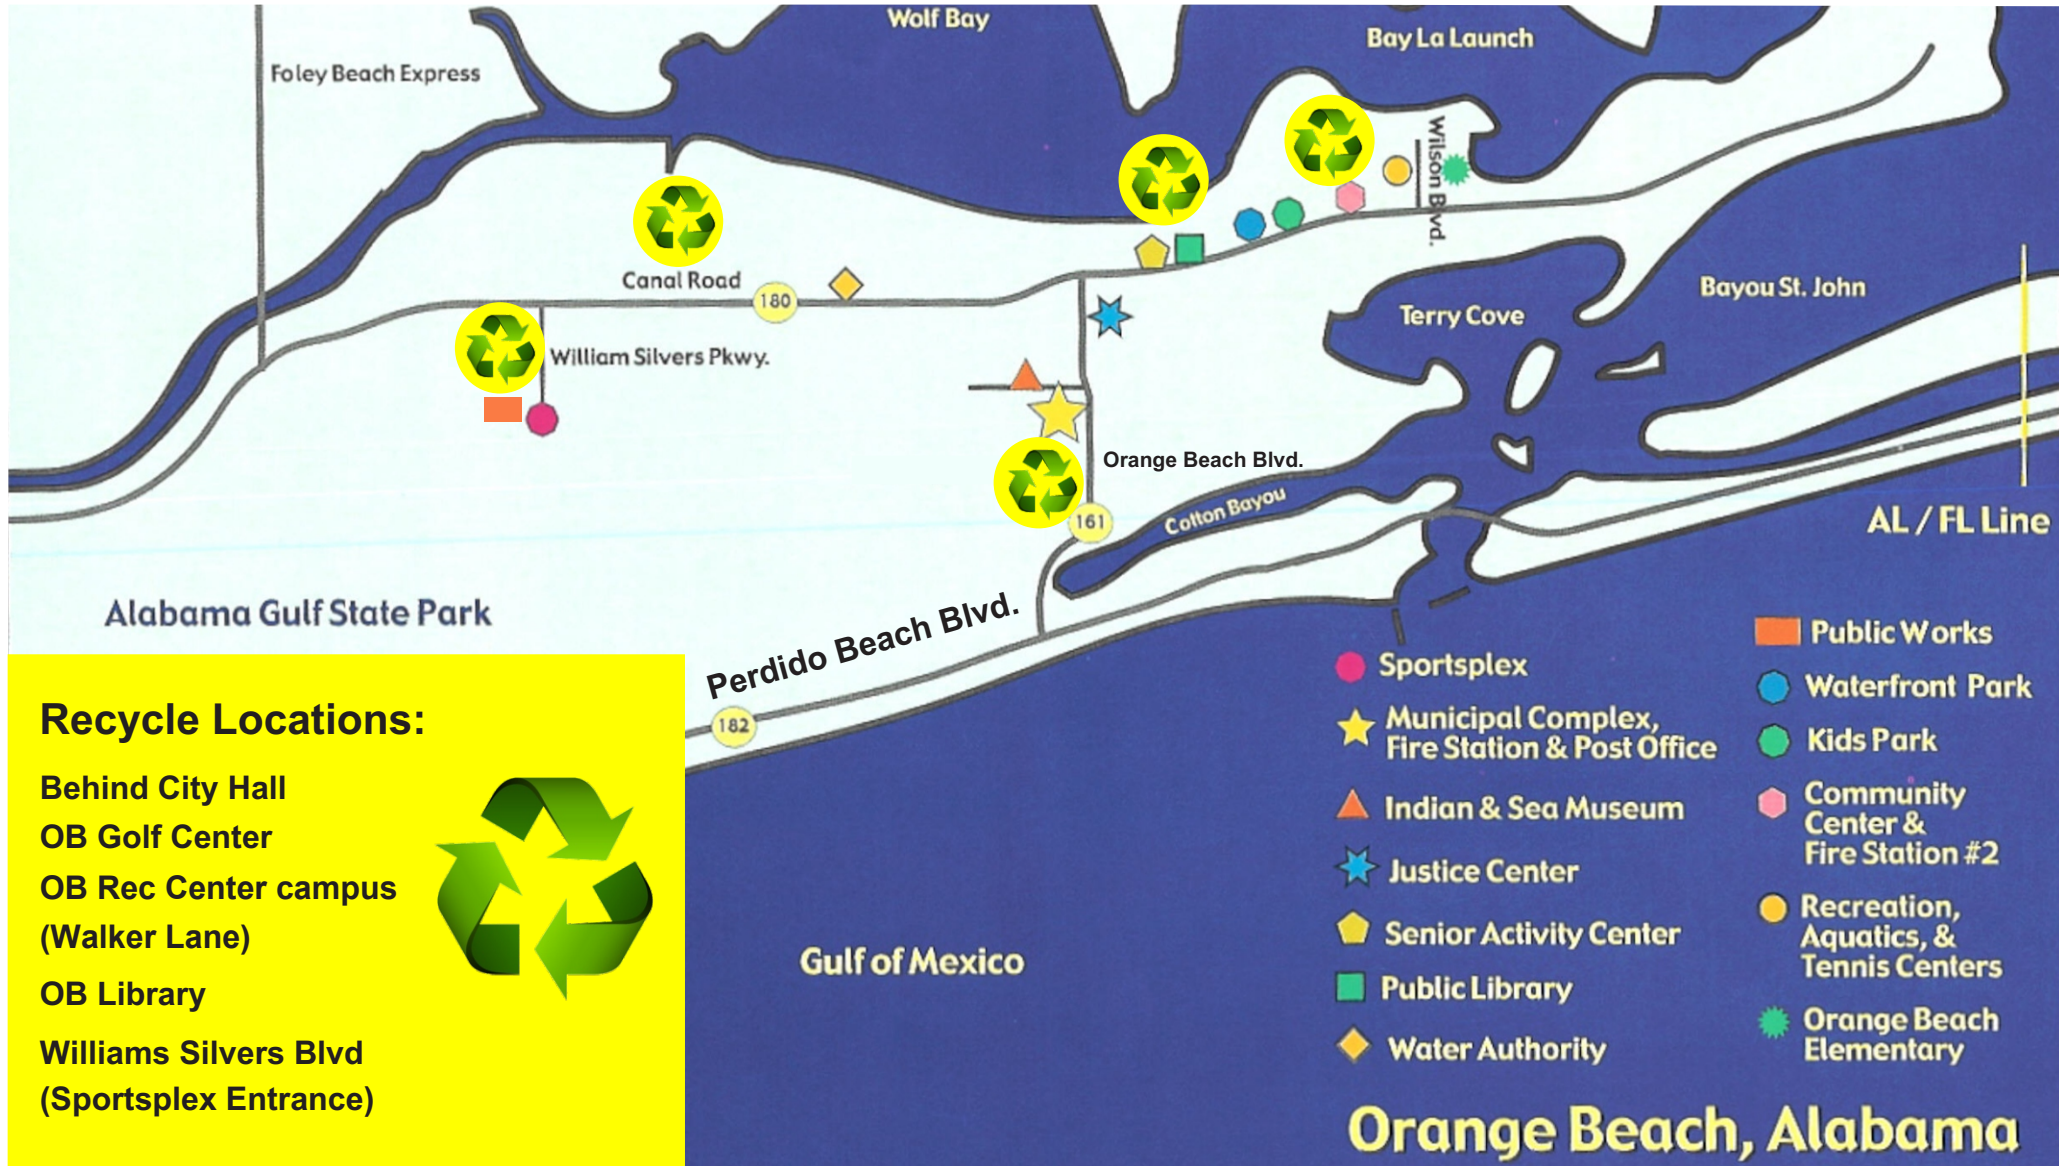 Wolf Bay
Bay La Launch
Foley Beach Express
Wilson Blvd.
Canal Road
180
Bayou St. John
Terry Cove
William Silvers Pkwy.
Orange Beach Blvd.
161
Cotton Bayou
AL / FL Line
Alabama Gulf State Park
Perdido Beach Blvd.
182
Recycle Locations:
Behind City Hall
OB Golf Center
OB Rec Center campus
(Walker Lane)
OB Library
Williams Silvers Blvd
(Sportsplex Entrance)
Gulf of Mexico
Sportsplex
Municipal Complex,
Fire Station & Post Office
Indian & Sea Museum
Justice Center
Senior Activity Center
Public Library
Water Authority
Public Works
Waterfront Park
Kids Park
Community
Center &
Fire Station #2
Recreation,
Aquatics, &
Tennis Centers
Orange Beach
Elementary
Orange Beach, Alabama